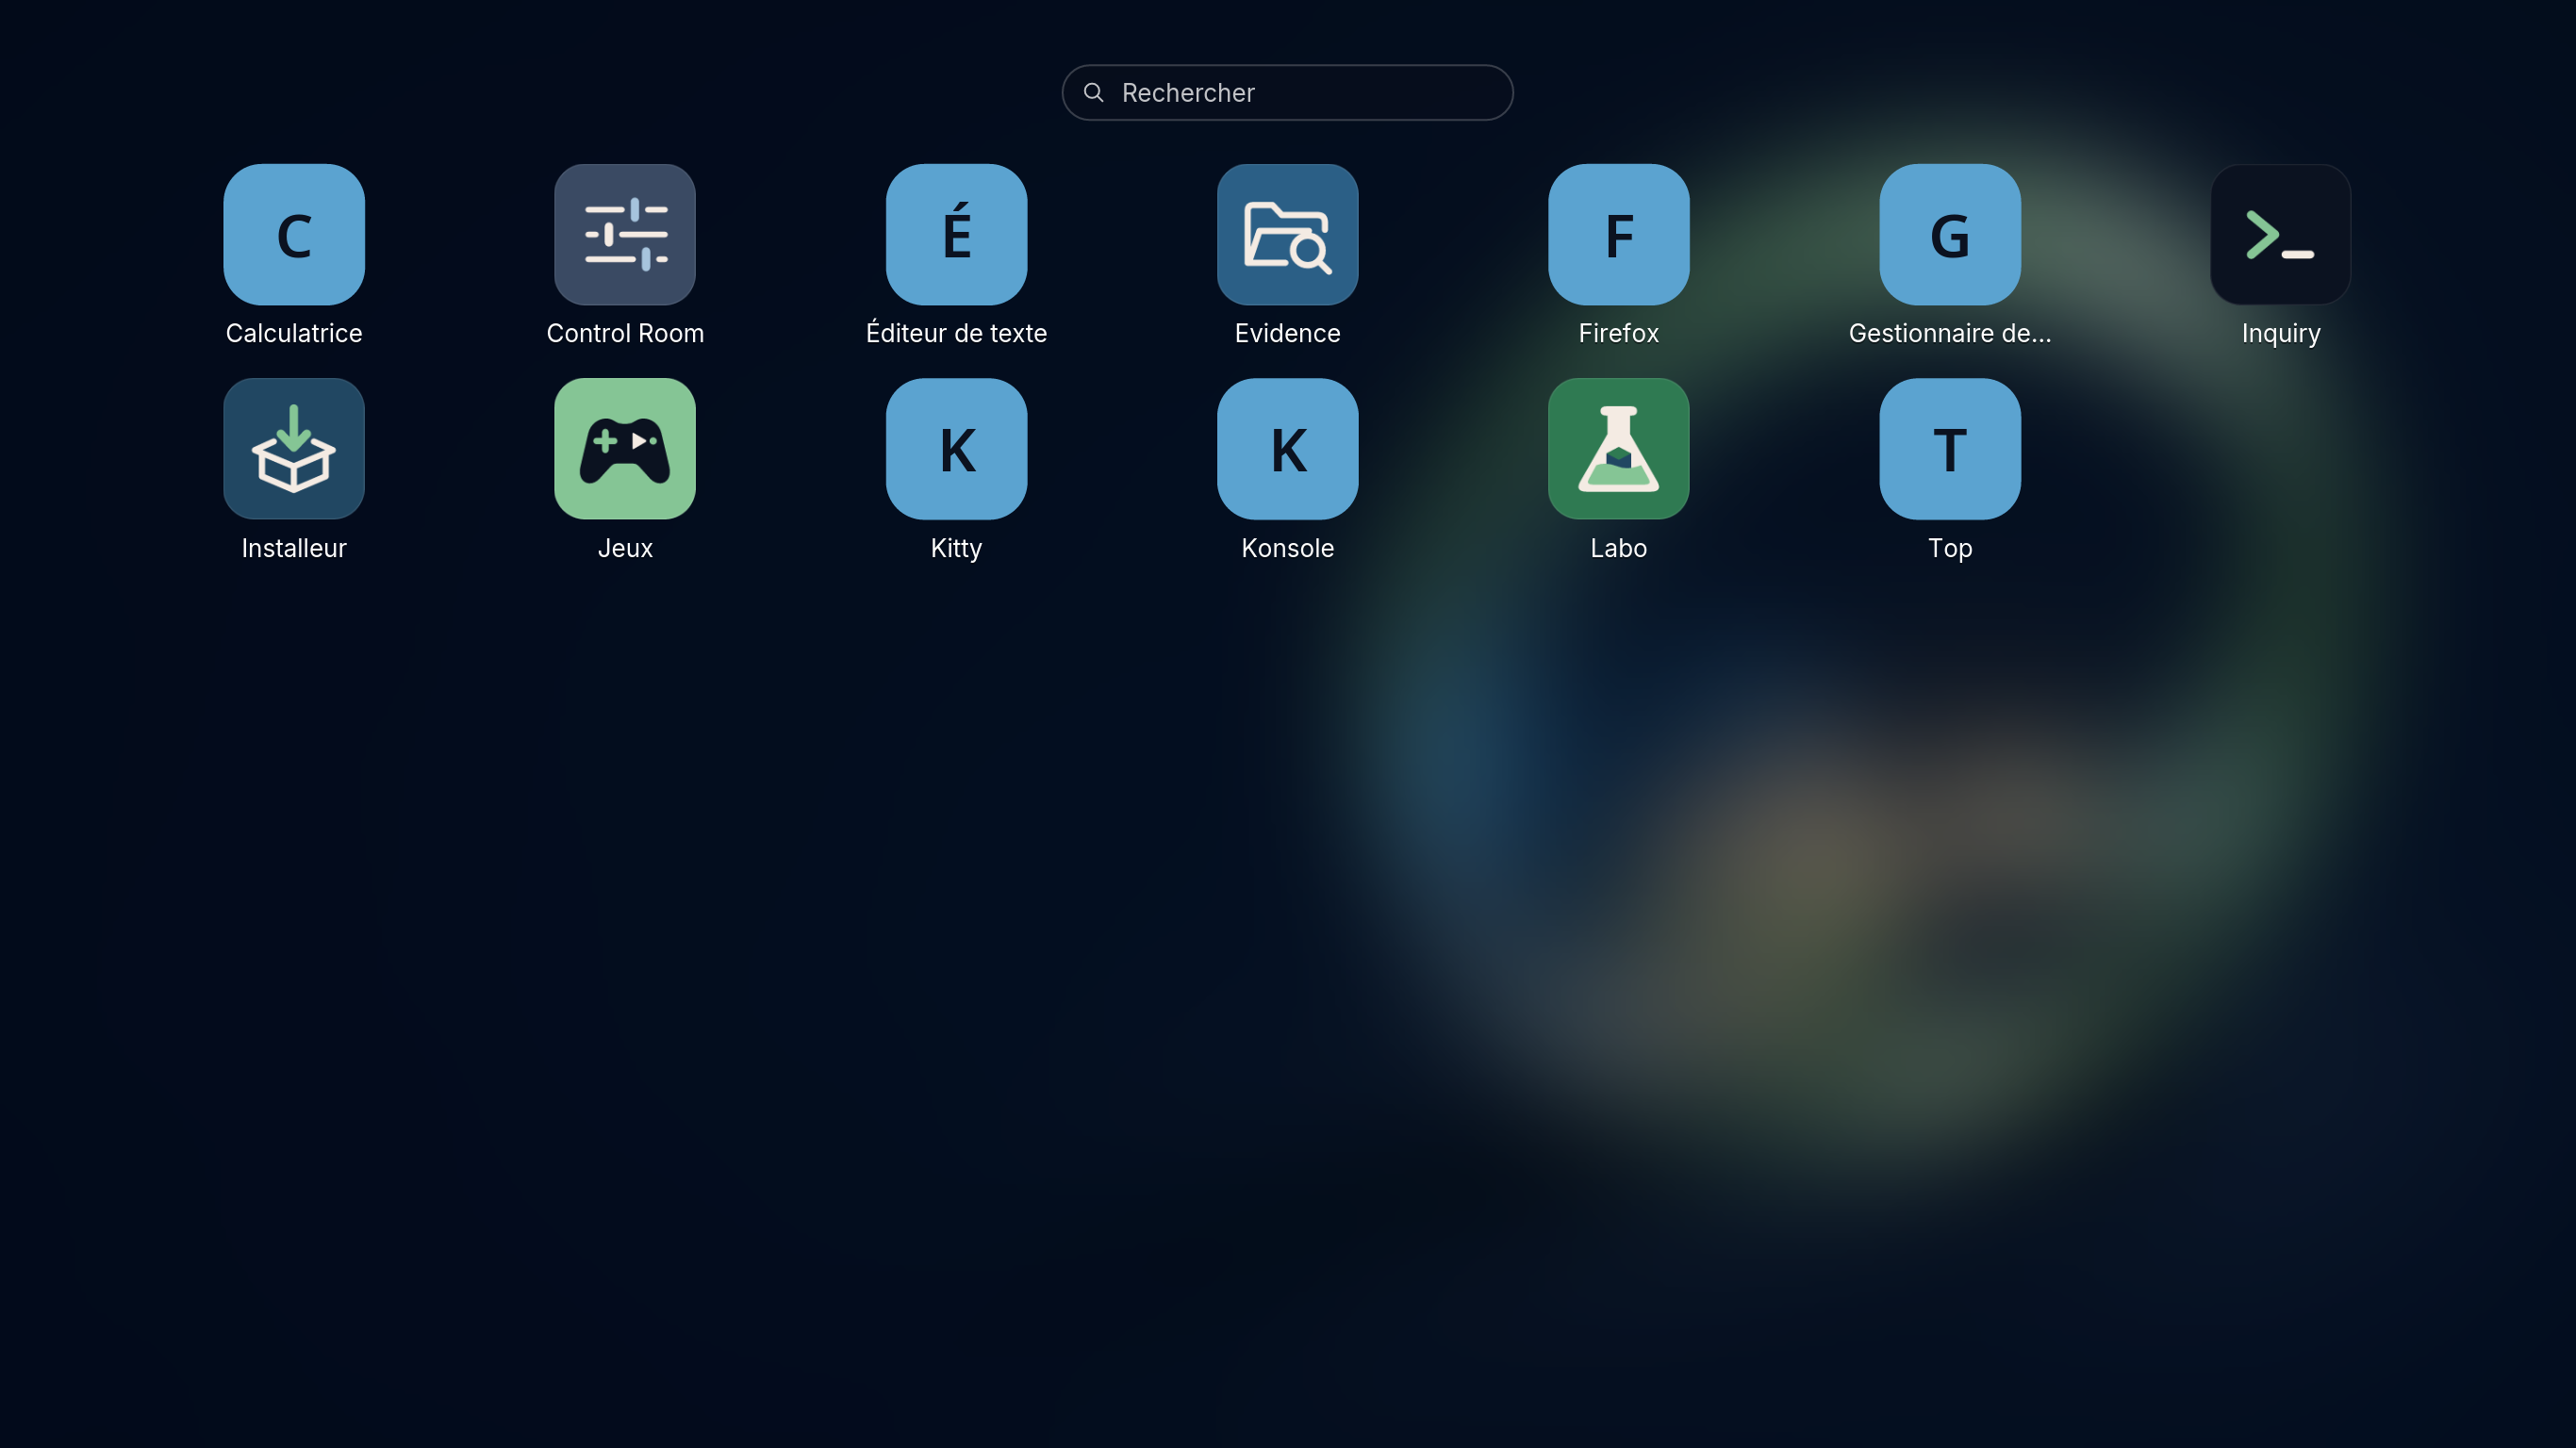 Rechercher
C
É
F
G
Calculatrice
Control Room
Éditeur de texte
Evidence
Firefox
Gestionnaire de...
Inquiry
K
K
T
Installeur
Jeux
Kitty
Konsole
Labo
Top